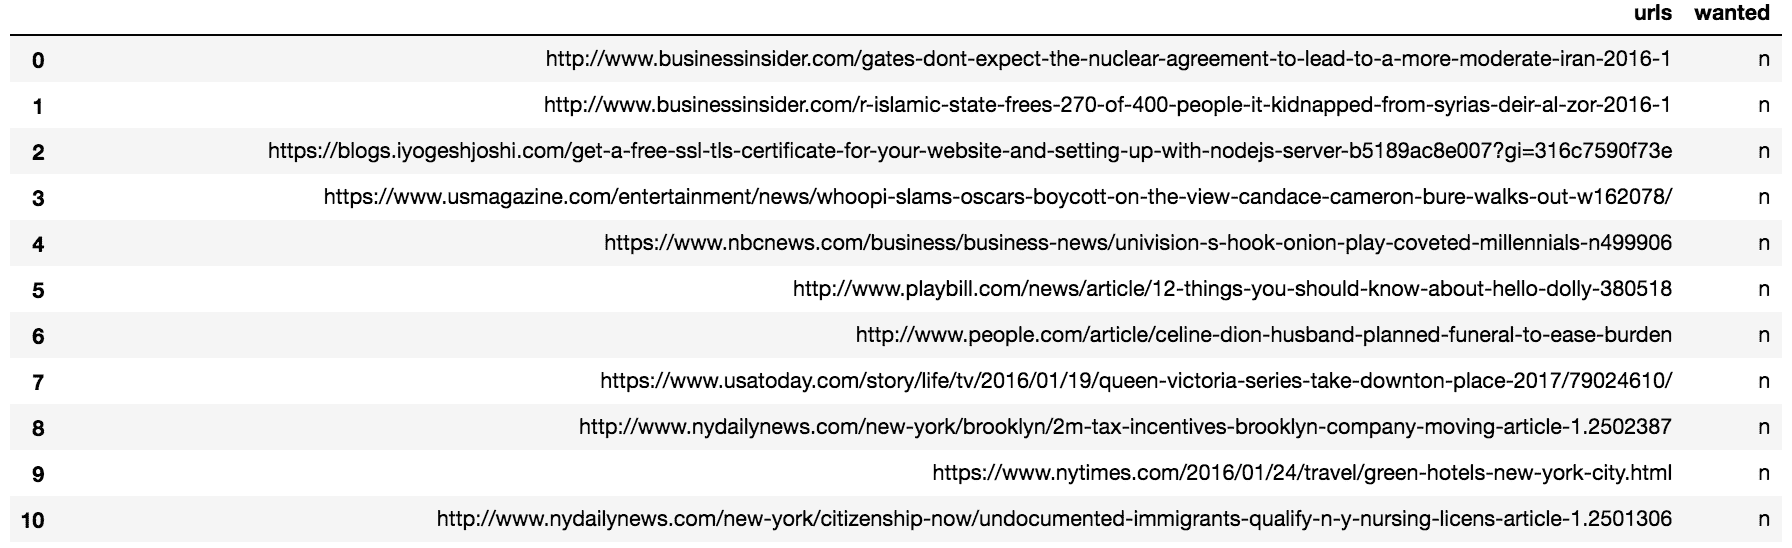 urls wanted
0 http://www.businessinsider.com/gates-dont-expect-the-nuclear-agreement-to-lead-to-a-more-moderate-iran-2016-1 n
1 http://www.businessinsider.com/r-islamic-state-frees-270-of-400-people-it-kidnapped-from-syrias-deir-al-zor-2016-1 n
2 https://blogs.iyogeshjoshi.com/get-a-free-ssl-tls-certificate-for-your-website-and-setting-up-with-nodejs-server-b5189ac8e007?gi=316c7590f73e n
3 https://www.usmagazine.com/entertainment/news/whoopi-slams-oscars-boycott-on-the-view-candace-cameron-bure-walks-out-w162078/ n
4 https://www.nbcnews.com/business/business-news/univision-s-hook-onion-play-coveted-millennials-n499906 n
5 http://www.playbill.com/news/article/12-things-you-should-know-about-hello-dolly-380518 n
6 http://www.people.com/article/celine-dion-husband-planned-funeral-to-ease-burden n
7 https://www.usatoday.com/story/life/tv/2016/01/19/queen-victoria-series-take-downton-place-2017/79024610/ n
8 http://www.nydailynews.com/new-york/brooklyn/2m-tax-incentives-brooklyn-company-moving-article-1.2502387 n
9 https://www.nytimes.com/2016/01/24/travel/green-hotels-new-york-city.html n
10 http://www.nydailynews.com/new-york/citizenship-now/undocumented-immigrants-qualify-n-y-nursing-licens-article-1.2501306 n